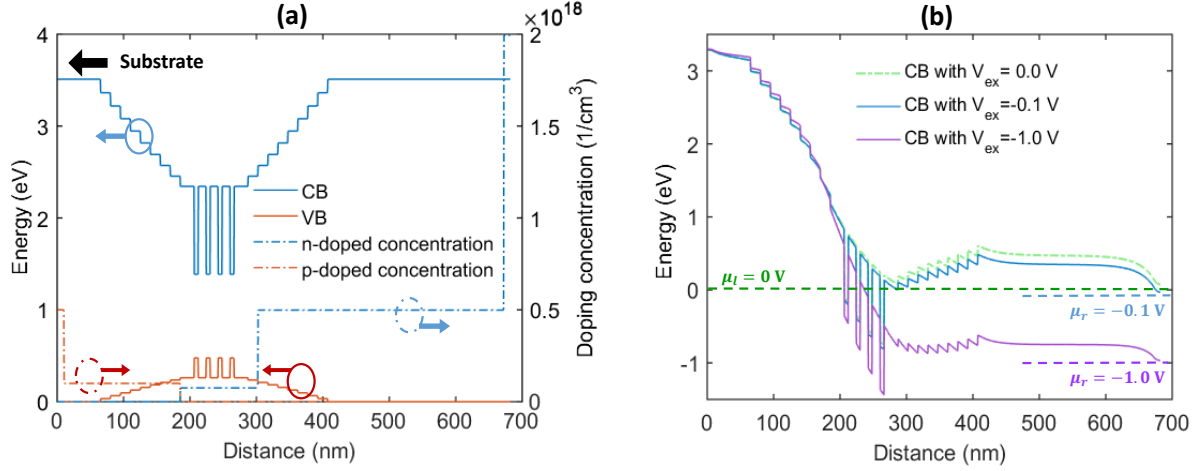 (a)
×10^18
4
3
2
1
0
Energy (eV)
Substrate
CB
VB
n-doped concentration
p-doped concentration
2
1.5
1
0.5
0
Doping concentration (1/cm³)
0 100 200 300 400 500 600 700
Distance (nm)
(b)
3
2
1
0
-1
Energy (eV)
CB with V_ex= 0.0 V
CB with V_ex=-0.1 V
CB with V_ex=-1.0 V
μ_l = 0 V
μ_r = −0.1 V
μ_r = −1.0 V
0 100 200 300 400 500 600 700
Distance (nm)